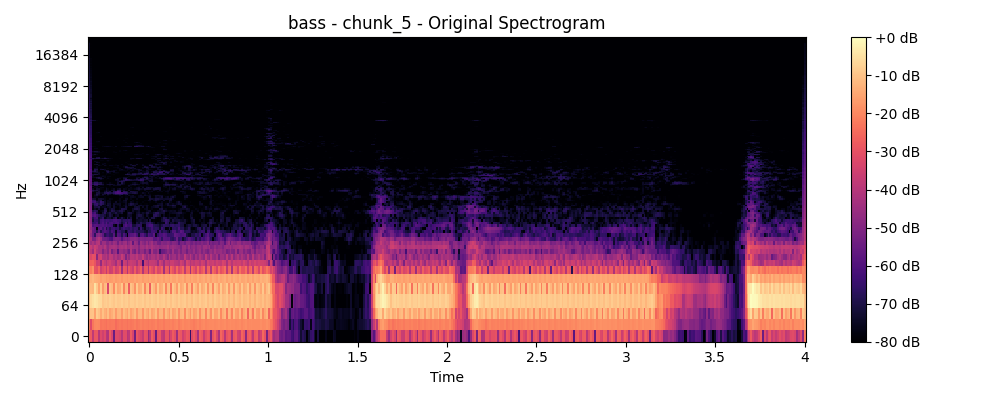 bass - chunk_5 - Original Spectrogram
Hz
16384
8192
4096
2048
1024
512
256
128
64
0
0 0.5 1 1.5 2 2.5 3 3.5 4
Time
+0 dB
-10 dB
-20 dB
-30 dB
-40 dB
-50 dB
-60 dB
-70 dB
-80 dB